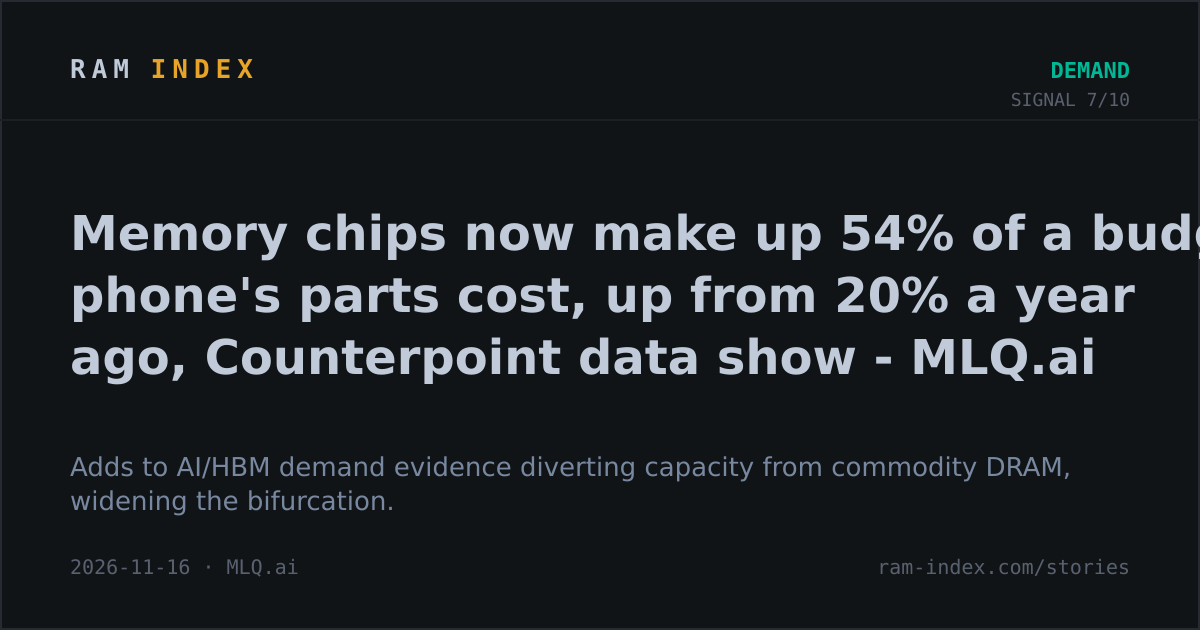 RAM INDEX
DEMAND
SIGNAL 7/10
Memory chips now make up 54% of a
phone's parts cost, up from 20% a year
ago, Counterpoint data show - MLQ.ai
Adds to AI/HBM demand evidence diverting capacity from commodity DRAM,
widening the bifurcation.
2026-11-16 · MLQ.ai
ram-index.com/stories